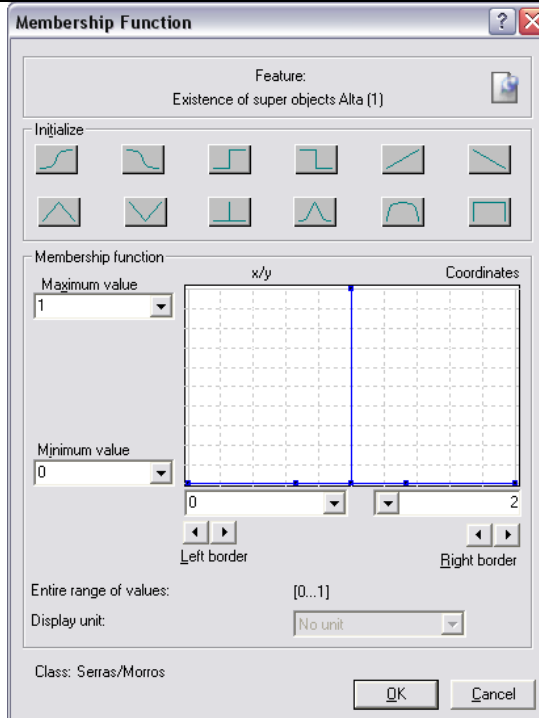 Membership Function
Feature:
Existence of super objects Alta (1)
Initialize
Membership function
x/y
Coordinates
Maximum value
1
Minimum value
0
0
2
Left border
Right border
Entire range of values:
[0...1]
Display unit:
No unit
Class: Serras/Morros
OK
Cancel